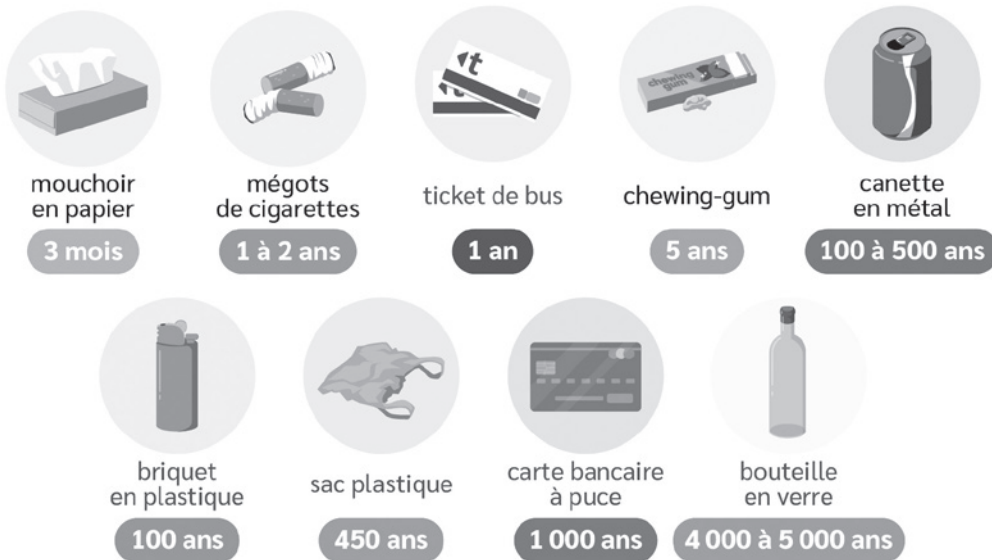 t
chewing
gum
mouchoir
en papier
3 mois
mégots
de cigarettes
1 à 2 ans
ticket de bus
1 an
chewing-gum
5 ans
canette
en métal
100 à 500 ans
briquet
en plastique
100 ans
sac plastique
450 ans
carte bancaire
à puce
1 000 ans
bouteille
en verre
4 000 à 5 000 ans